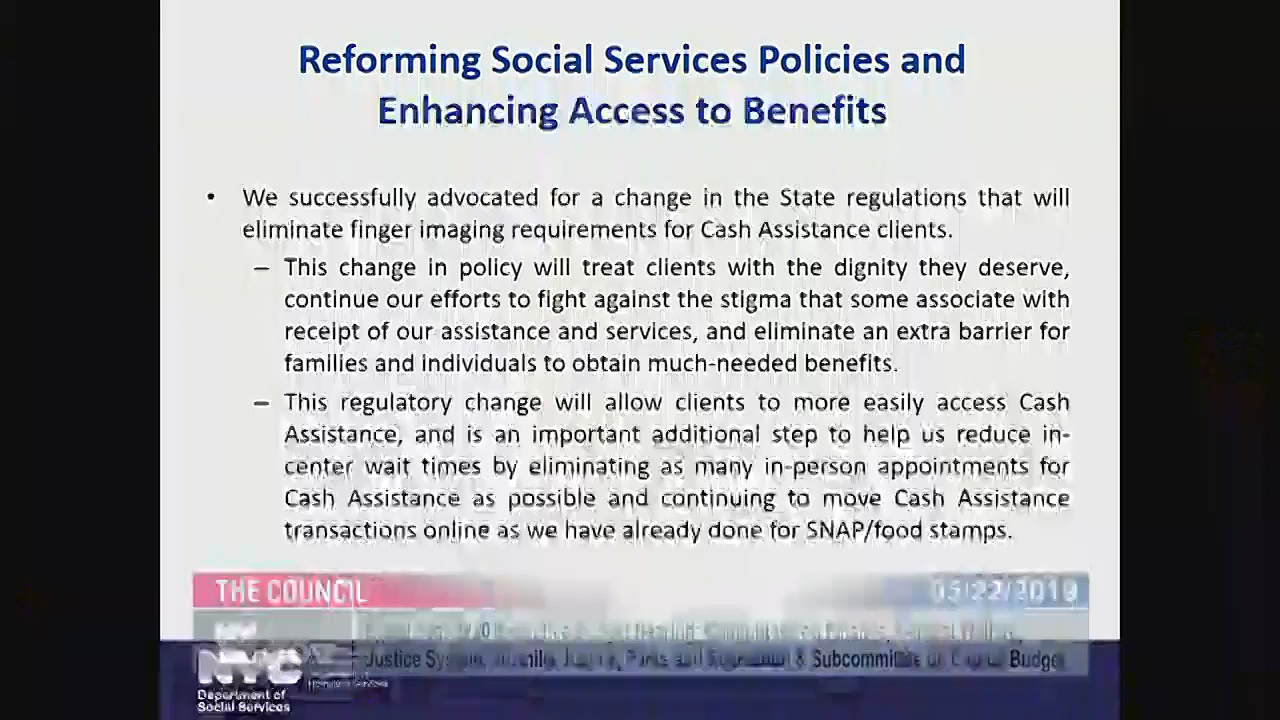 Reforming Social Services Policies and
Enhancing Access to Benefits
• We successfully advocated for a change in the State regulations that will
eliminate finger imaging requirements for Cash Assistance clients.
– This change in policy will treat clients with the dignity they deserve,
continue our efforts to fight against the stigma that some associate with
receipt of our assistance and services, and eliminate an extra barrier for
families and individuals to obtain much-needed benefits.
– This regulatory change will allow clients to more easily access Cash
Assistance, and is an important additional step to help us reduce in-
center wait times by eliminating as many in-person appointments for
Cash Assistance as possible and continuing to move Cash Assistance
transactions online as we have already done for SNAP/food stamps.
THE COUNCIL 05/22/2019
Justice System, Juvenile Justice, Parks and & Subcommittee on Capital Budget
NYC
Department of
Social Services